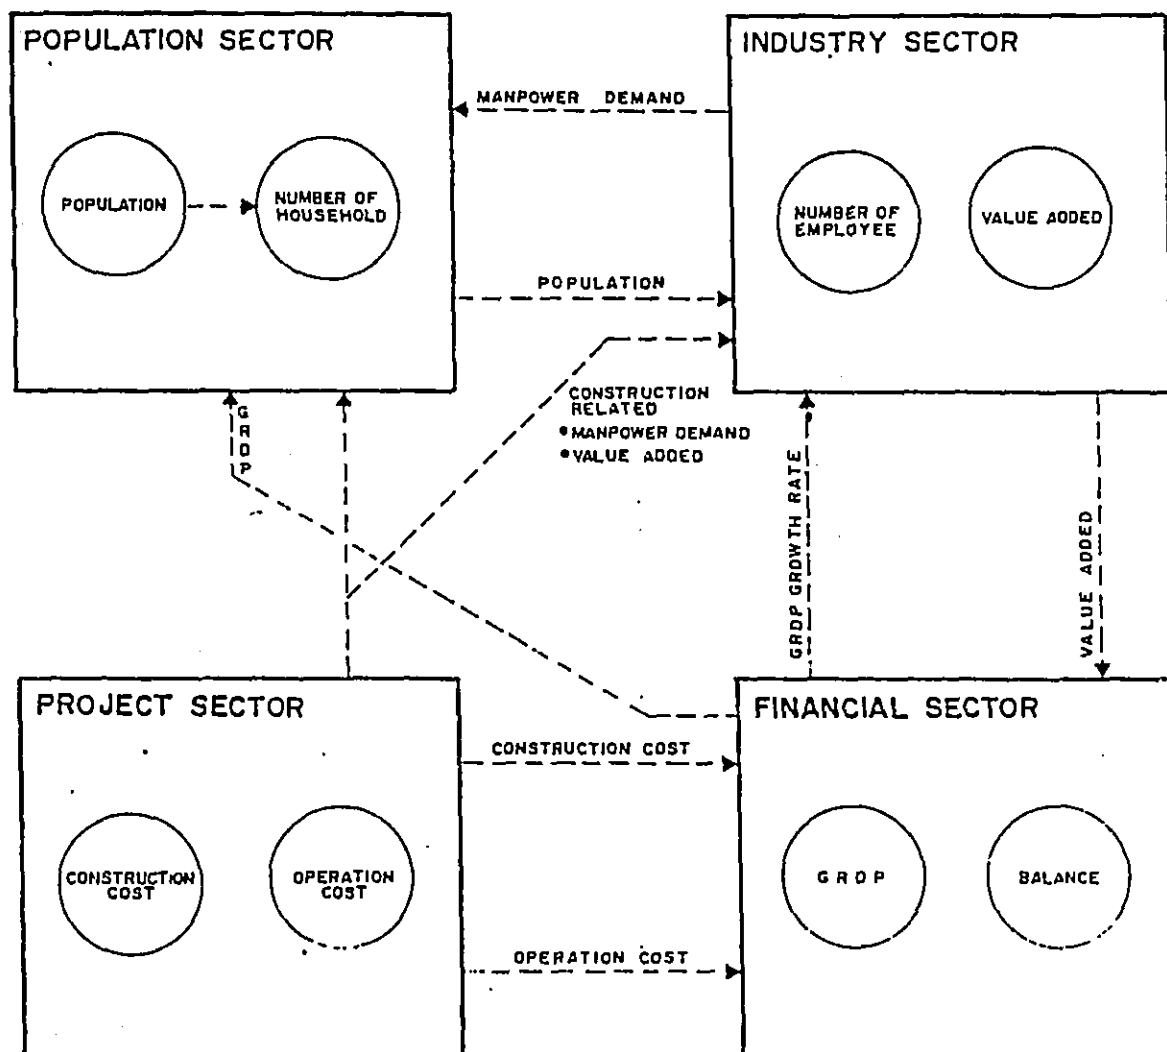 POPULATION SECTOR
INDUSTRY SECTOR
MANPOWER DEMAND
POPULATION
NUMBER OF
HOUSEHOLD
NUMBER OF
EMPLOYEE
VALUE ADDED
POPULATION
GRDP
CONSTRUCTION
RELATED
•MANPOWER DEMAND
•VALUE ADDED
GRDP GROWTH RATE
VALUE ADDED
PROJECT SECTOR
FINANCIAL SECTOR
CONSTRUCTION COST
CONSTRUCTION
COST
OPERATION
COST
GRDP
BALANCE
OPERATION COST